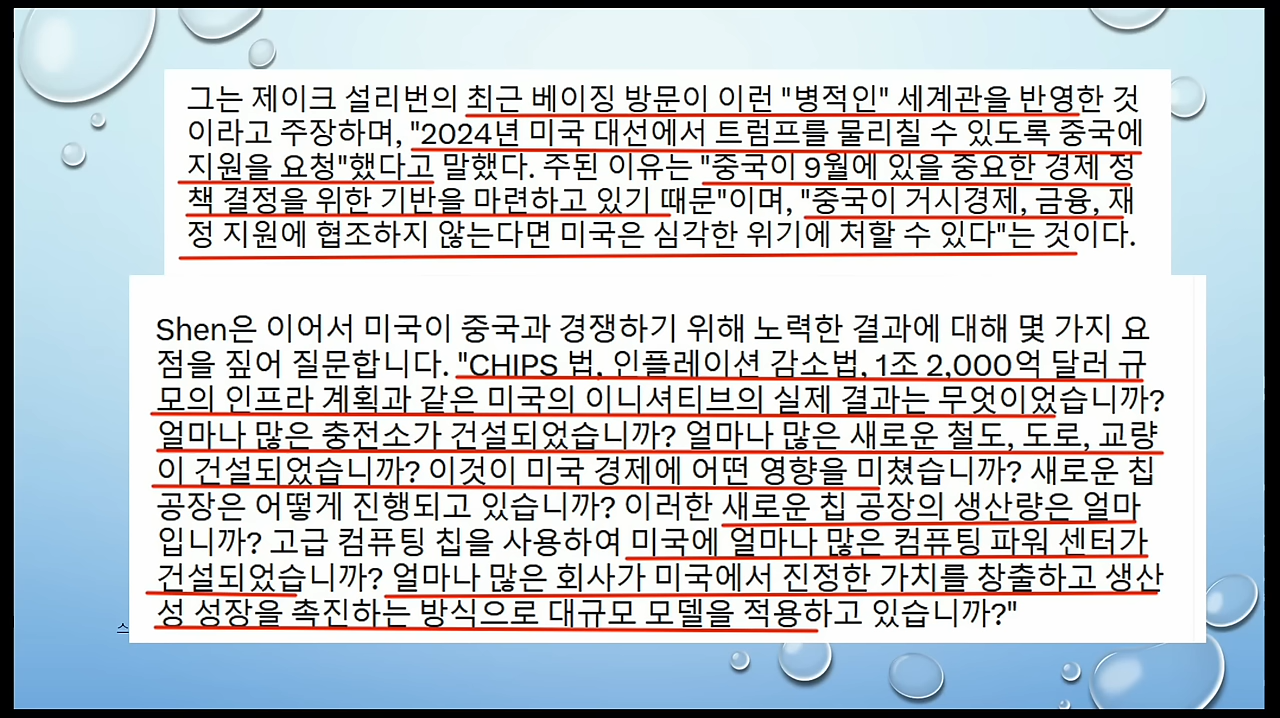 그는 제이크 설리번의 최근 베이징 방문이 이런 "병적인" 세계관을 반영한 것
이라고 주장하며, "2024년 미국 대선에서 트럼프를 물리칠 수 있도록 중국에
지원을 요청"했다고 말했다. 주된 이유는 "중국이 9월에 있을 중요한 경제 정
책 결정을 위한 기반을 마련하고 있기 때문"이며, "중국이 거시경제, 금융, 재
정 지원에 협조하지 않는다면 미국은 심각한 위기에 처할 수 있다"는 것이다.
Shen은 이어서 미국이 중국과 경쟁하기 위해 노력한 결과에 대해 몇 가지 요
점을 짚어 질문합니다. "CHIPS 법, 인플레이션 감소법, 1조 2,000억 달러 규
모의 인프라 계획과 같은 미국의 이니셔티브의 실제 결과는 무엇이었습니까?
얼마나 많은 충전소가 건설되었습니까? 얼마나 많은 새로운 철도, 도로, 교량
이 건설되었습니까? 이것이 미국 경제에 어떤 영향을 미쳤습니까? 새로운 칩
공장은 어떻게 진행되고 있습니까? 이러한 새로운 칩 공장의 생산량은 얼마
입니까? 고급 컴퓨팅 칩을 사용하여 미국에 얼마나 많은 컴퓨팅 파워 센터가
건설되었습니까? 얼마나 많은 회사가 미국에서 진정한 가치를 창출하고 생산
성 성장을 촉진하는 방식으로 대규모 모델을 적용하고 있습니까?"